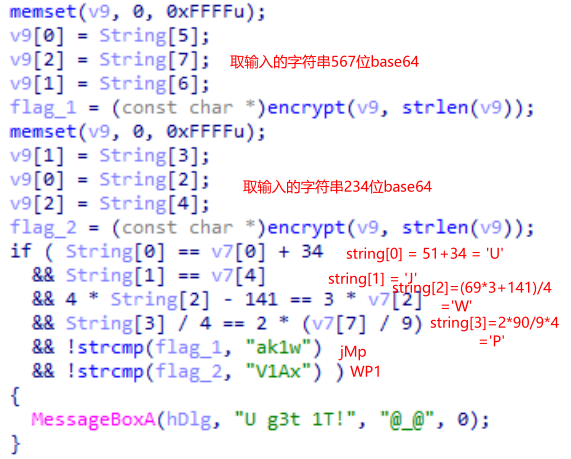 memset(v9, 0, 0xFFFFu);
v9[0] = String[5];
v9[2] = String[7]; 取输入的字符串567位base64
v9[1] = String[6];
flag_1 = (const char *)encrypt(v9, strlen(v9));
memset(v9, 0, 0xFFFFu);
v9[1] = String[3];
v9[0] = String[2]; 取输入的字符串234位base64
v9[2] = String[4];
flag_2 = (const char *)encrypt(v9, strlen(v9));
if ( String[0] == v7[0] + 34 string[0] = 51+34 = 'U'
&& String[1] == v7[4] string[1] = 'J'
&& 4 * String[2] - 141 == 3 * v7[2] string[2]=(69*3+141)/4
='W'
&& String[3] / 4 == 2 * (v7[7] / 9) string[3]=2*90/9*4
='P'
&& !strcmp(flag_1, "ak1w") jMp
&& !strcmp(flag_2, "V1Ax") ) WP1
{
MessageBoxA(hDlg, "U g3t 1T!", "@_@", 0);
}